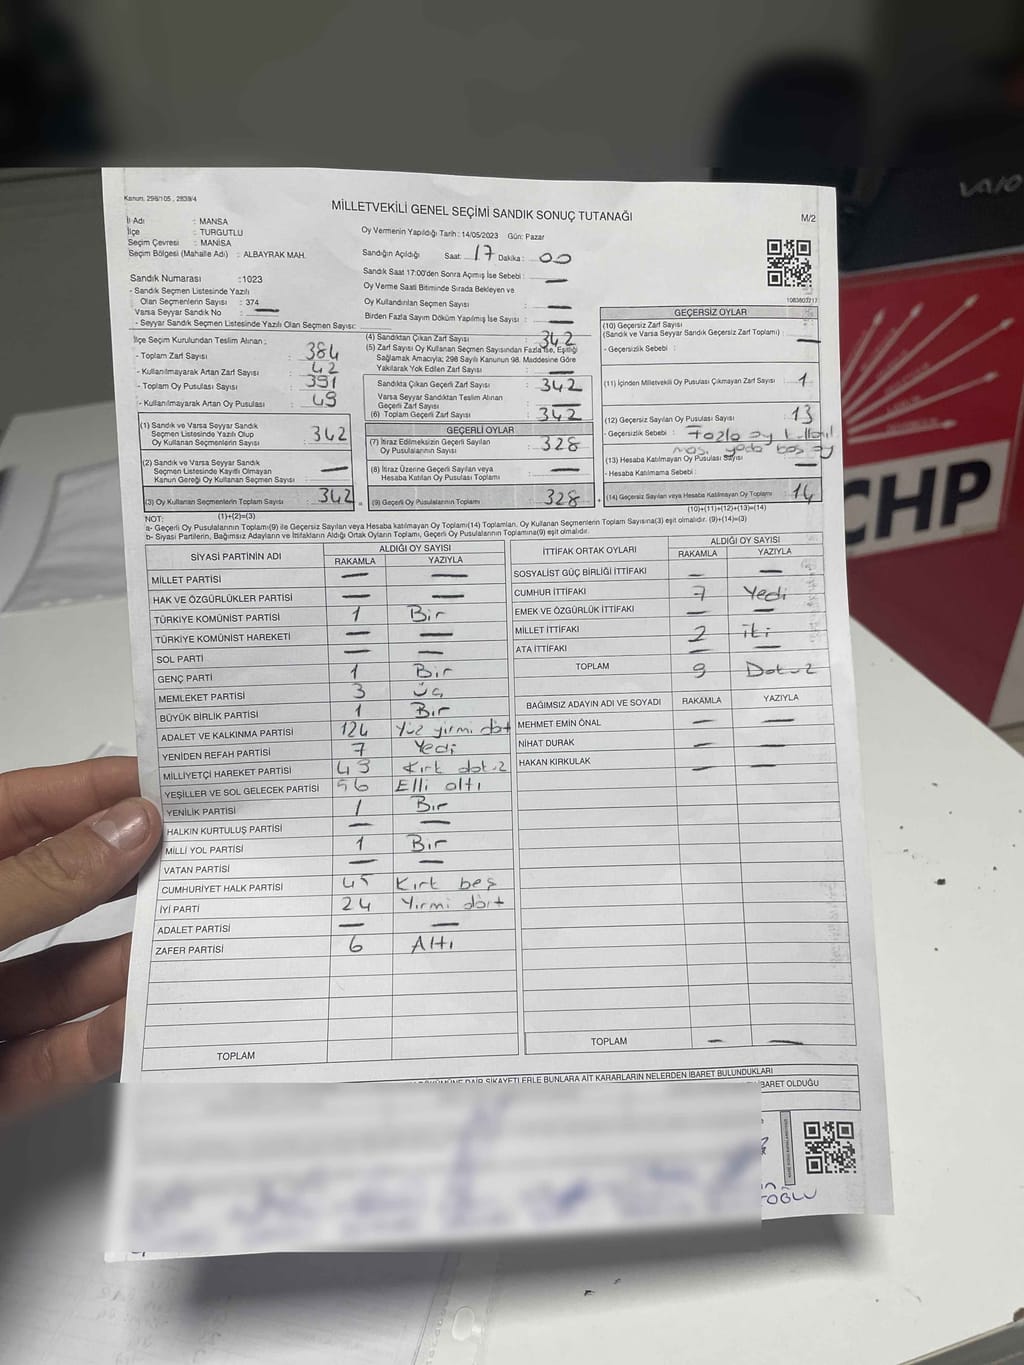 VAIO
CHP
Kanun, 298/105 , 2839/4
MİLLETVEKİLİ GENEL SEÇİMİ SANDIK SONUÇ TUTANAĞI
M/2
İl Adı : MANSA
İlçe : TURGUTLU
Seçim Çevresi : MANİSA
Seçim Bölgesi (Mahalle Adı) : ALBAYRAK MAH.
Oy Vermenin Yapıldığı Tarih : 14/05/2023 Gün: Pazar
Sandığın Açıldığı Saat: 17 Dakika : 00
Sandık Saat 17:00'den Sonra Açımış İse Sebebi : —
Oy Verme Saati Bitiminde Sırada Bekleyen ve
Oy Kullandırılan Seçmen Sayısı —
Birden Fazla Sayım Döküm Yapılmış İse Sayısı : —
Sandık Numarası :1023
- Sandık Seçmen Listesinde Yazılı
Olan Seçmenlerin Sayısı : 374
Varsa Seyyar Sandık No —
- Seyyar Sandık Seçmen Listesinde Yazılı Olan Seçmen Sayısı:
İlçe Seçim Kurulundan Teslim Alınan ;
- Toplam Zarf Sayısı : 384
- Kullanılmayarak Artan Zarf Sayısı : 42
- Toplam Oy Pusulası Sayısı : 391
- Kullanılmayarak Artan Oy Pusulası : 49
(1) Sandık ve Varsa Seyyar Sandık
Seçmen Listesinde Yazılı Olup
Oy Kullanan Seçmenlerin Sayısı 342
(2) Sandık ve Varsa Seyyar Sandık
Seçmen Listesinde Kayıtlı Olmayan
Kanun Gereği Oy Kullanan Seçmen Sayısı —
(3) Oy Kullanan Seçmenlerin Toplam Sayısı 342
(1)+(2)=(3)
(4) Sandıktan Çıkan Zarf Sayısı : 342
(5) Zarf Sayısı Oy Kullanan Seçmen Sayısından Fazla İse, Eşitliği
Sağlamak Amacıyla; 298 Sayılı Kanunun 98. Maddesine Göre
Yakılarak Yok Edilen Zarf Sayısı —
Sandıkta Çıkan Geçerli Zarf Sayısı 342
Varsa Seyyar Sandıktan Teslim Alınan
Geçerli Zarf Sayısı —
(6) Toplam Geçerli Zarf Sayısı 342
GEÇERLİ OYLAR
(7) İtiraz Edilmeksizin Geçerli Sayılan
Oy Pusulalarının Sayısı 328
(8) İtiraz Üzerine Geçerli Sayılan veya
Hesaba Katılan Oy Pusulası Toplamı —
(9) Geçerli Oy Pusulalarının Toplamı 328
1083803717
GEÇERSİZ OYLAR
(10) Geçersiz Zarf Sayısı
(Sandık ve Varsa Seyyar Sandık Geçersiz Zarf Toplamı) : —
- Geçersizlik Sebebi :
(11) İçinden Milletvekili Oy Pusulası Çıkmayan Zarf Sayısı 1
(12) Geçersiz Sayılan Oy Pusulası Sayısı : 13
- Geçersizlik Sebebi : Fazla oy kullanıl
ması yada boş oy
(13) Hesaba Katılmayan Oy Pusulası Sayısı —
- Hesaba Katılmama Sebebi :
(14) Geçersiz Sayılan veya Hesaba Katılmayan Oy Toplamı 14
(10)+(11)+(12)+(13)=(14)
NOT:
a- Geçerli Oy Pusulalarının Toplamı(9) ile Geçersiz Sayılan veya Hesaba katılmayan Oy Toplamı(14) Toplamları, Oy Kullanan Seçmenlerin Toplam Sayısına(3) eşit olmalıdır. (9)+(14)=(3)
b- Siyasi Partilerin, Bağımsız Adayların ve İttifakların Aldığı Ortak Oyların Toplamı, Geçerli Oy Pusulalarının Toplamına(9) eşit olmalıdır.
SİYASİ PARTİNİN ADI ALDIĞI OY SAYISI
RAKAMLA YAZIYLA
MİLLET PARTİSİ — —
HAK VE ÖZGÜRLÜKLER PARTİSİ — —
TÜRKİYE KOMÜNİST PARTİSİ 1 Bir
TÜRKİYE KOMÜNİST HAREKETİ — —
SOL PARTİ — —
GENÇ PARTİ 1 Bir
MEMLEKET PARTİSİ 3 Üç
BÜYÜK BİRLİK PARTİSİ 1 Bir
ADALET VE KALKINMA PARTİSİ 124 Yüz yirmi dört
YENİDEN REFAH PARTİSİ 7 Yedi
MİLLİYETÇİ HAREKET PARTİSİ 49 Kırk dokuz
YEŞİLLER VE SOL GELECEK PARTİSİ 56 Elli altı
YENİLİK PARTİSİ 1 Bir
HALKIN KURTULUŞ PARTİSİ — —
MİLLİ YOL PARTİSİ 1 Bir
VATAN PARTİSİ — —
CUMHURİYET HALK PARTİSİ 45 Kırk beş
İYİ PARTİ 24 Yirmi dört
ADALET PARTİSİ — —
ZAFER PARTİSİ 6 Altı
TOPLAM
İTTİFAK ORTAK OYLARI ALDIĞI OY SAYISI
RAKAMLA YAZIYLA
SOSYALİST GÜÇ BİRLİĞİ İTTİFAKI — —
CUMHUR İTTİFAKI 7 Yedi
EMEK VE ÖZGÜRLÜK İTTİFAKI — —
MİLLET İTTİFAKI 2 iki
ATA İTTİFAKI — —
TOPLAM 9 Dokuz
BAĞIMSIZ ADAYIN ADI VE SOYADI RAKAMLA YAZIYLA
MEHMET EMİN ÖNAL — —
NİHAT DURAK — —
HAKAN KIRKULAK — —
TOPLAM — —
DAİR ŞİKAYETLERLE BUNLARA AİT KARARLARIN NELERDEN İBARET BULUNDUKLARI
İBARET OLDUĞU
OĞLU